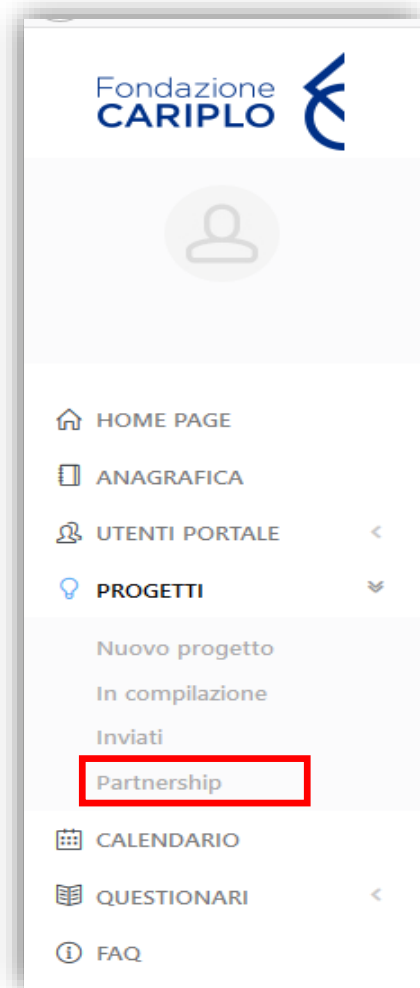 Fondazione
CARIPLO
HOME PAGE
ANAGRAFICA
UTENTI PORTALE
PROGETTI
Nuovo progetto
In compilazione
Inviati
Partnership
CALENDARIO
QUESTIONARI
FAQ